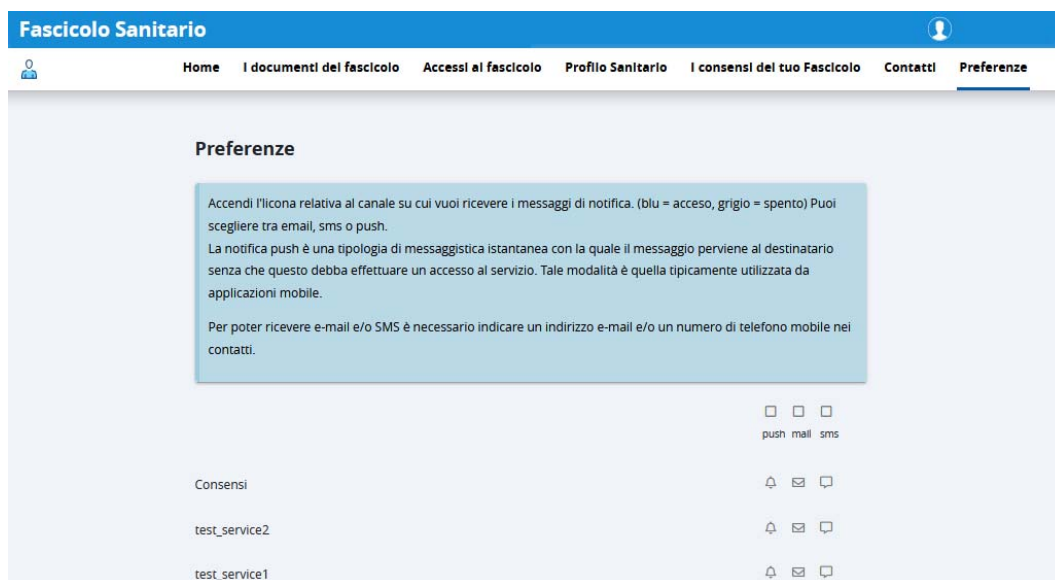 Fascicolo Sanitario
Home I documenti del fascicolo Accessi al fascicolo Profilo Sanitario I consensi del tuo Fascicolo Contatti Preferenze
Preferenze
Accendi l'licona relativa al canale su cui vuoi ricevere i messaggi di notifica. (blu = acceso, grigio = spento) Puoi
scegliere tra email, sms o push.
La notifica push è una tipologia di messaggistica istantanea con la quale il messaggio perviene al destinatario
senza che questo debba effettuare un accesso al servizio. Tale modalità è quella tipicamente utilizzata da
applicazioni mobile.
Per poter ricevere e-mail e/o SMS è necessario indicare un indirizzo e-mail e/o un numero di telefono mobile nei
contatti.
push mail sms
Consensi
test_service2
test_service1